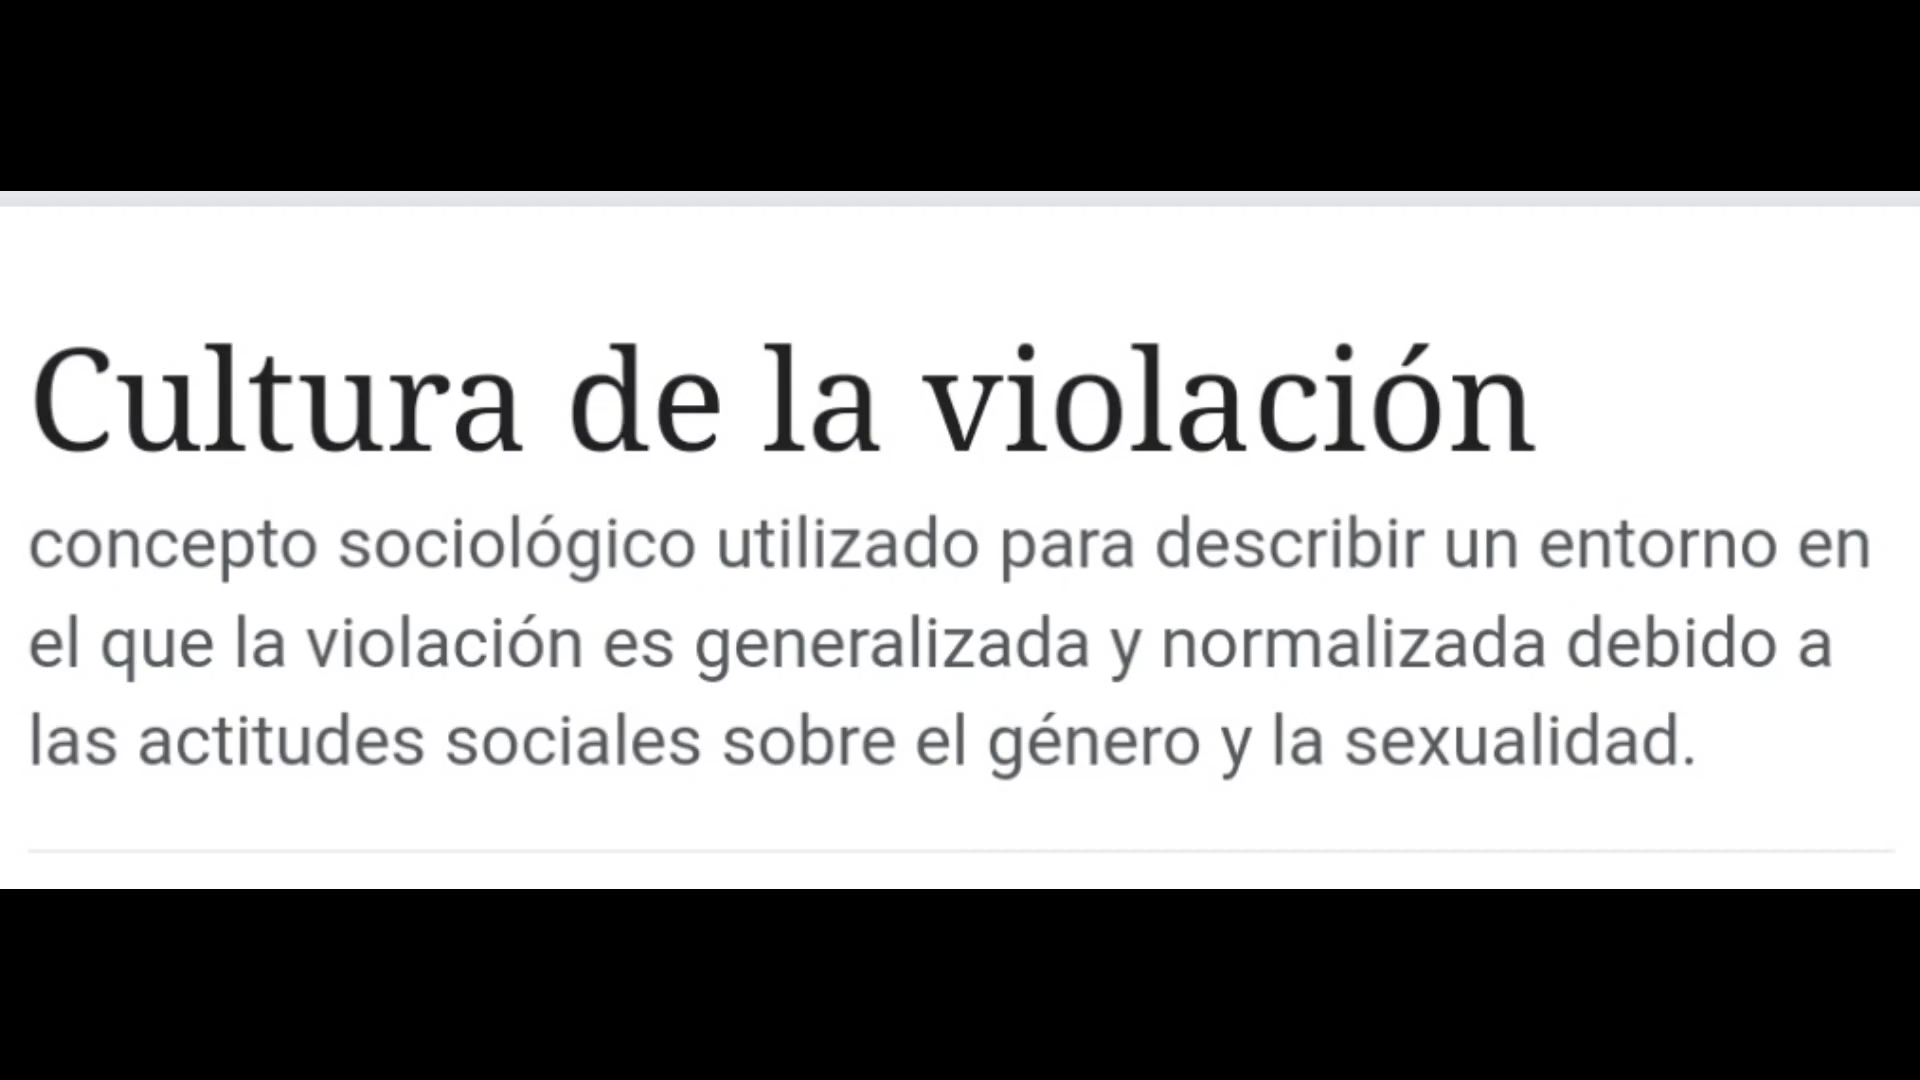 Cultura de la violación
concepto sociológico utilizado para describir un entorno en
el que la violación es generalizada y normalizada debido a
las actitudes sociales sobre el género y la sexualidad.